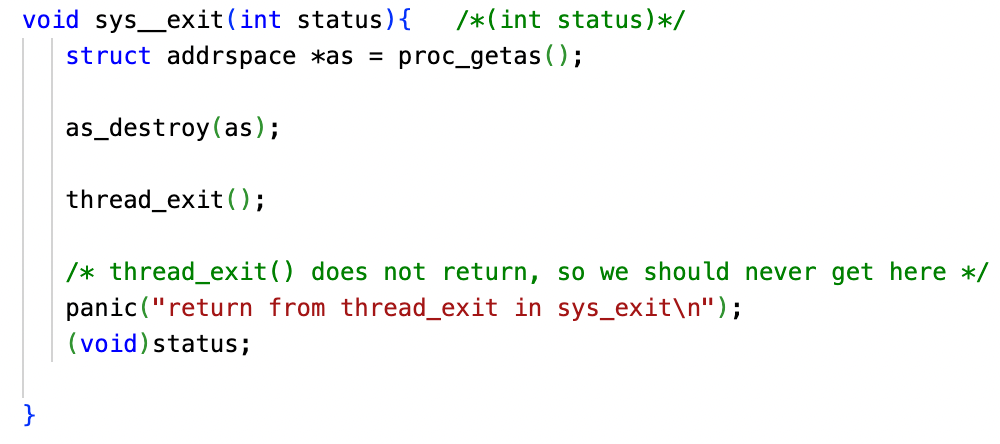 void sys__exit(int status){   /*(int status)*/
struct addrspace *as = proc_getas();
as_destroy(as);
thread_exit();
/* thread_exit() does not return, so we should never get here */
panic("return from thread_exit in sys_exit\n");
(void)status;
}